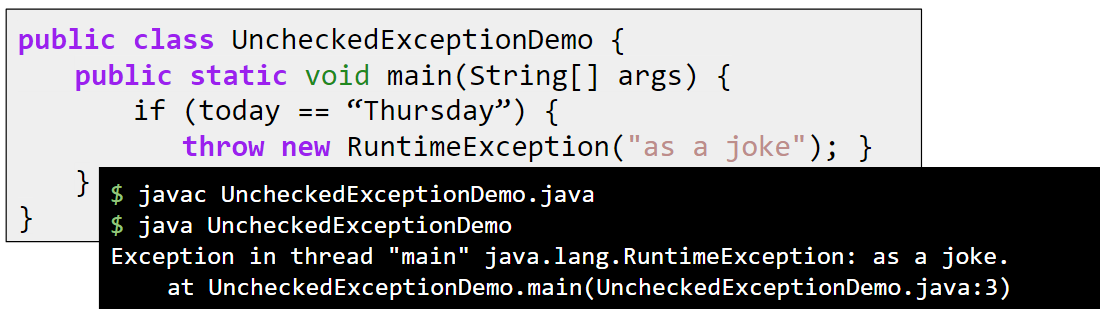 public class UncheckedExceptionDemo {
public static void main(String[] args) {
if (today == “Thursday”) {
throw new RuntimeException("as a joke"); }
}
}
$ javac UncheckedExceptionDemo.java
$ java UncheckedExceptionDemo
Exception in thread "main" java.lang.RuntimeException: as a joke.
at UncheckedExceptionDemo.main(UncheckedExceptionDemo.java:3)